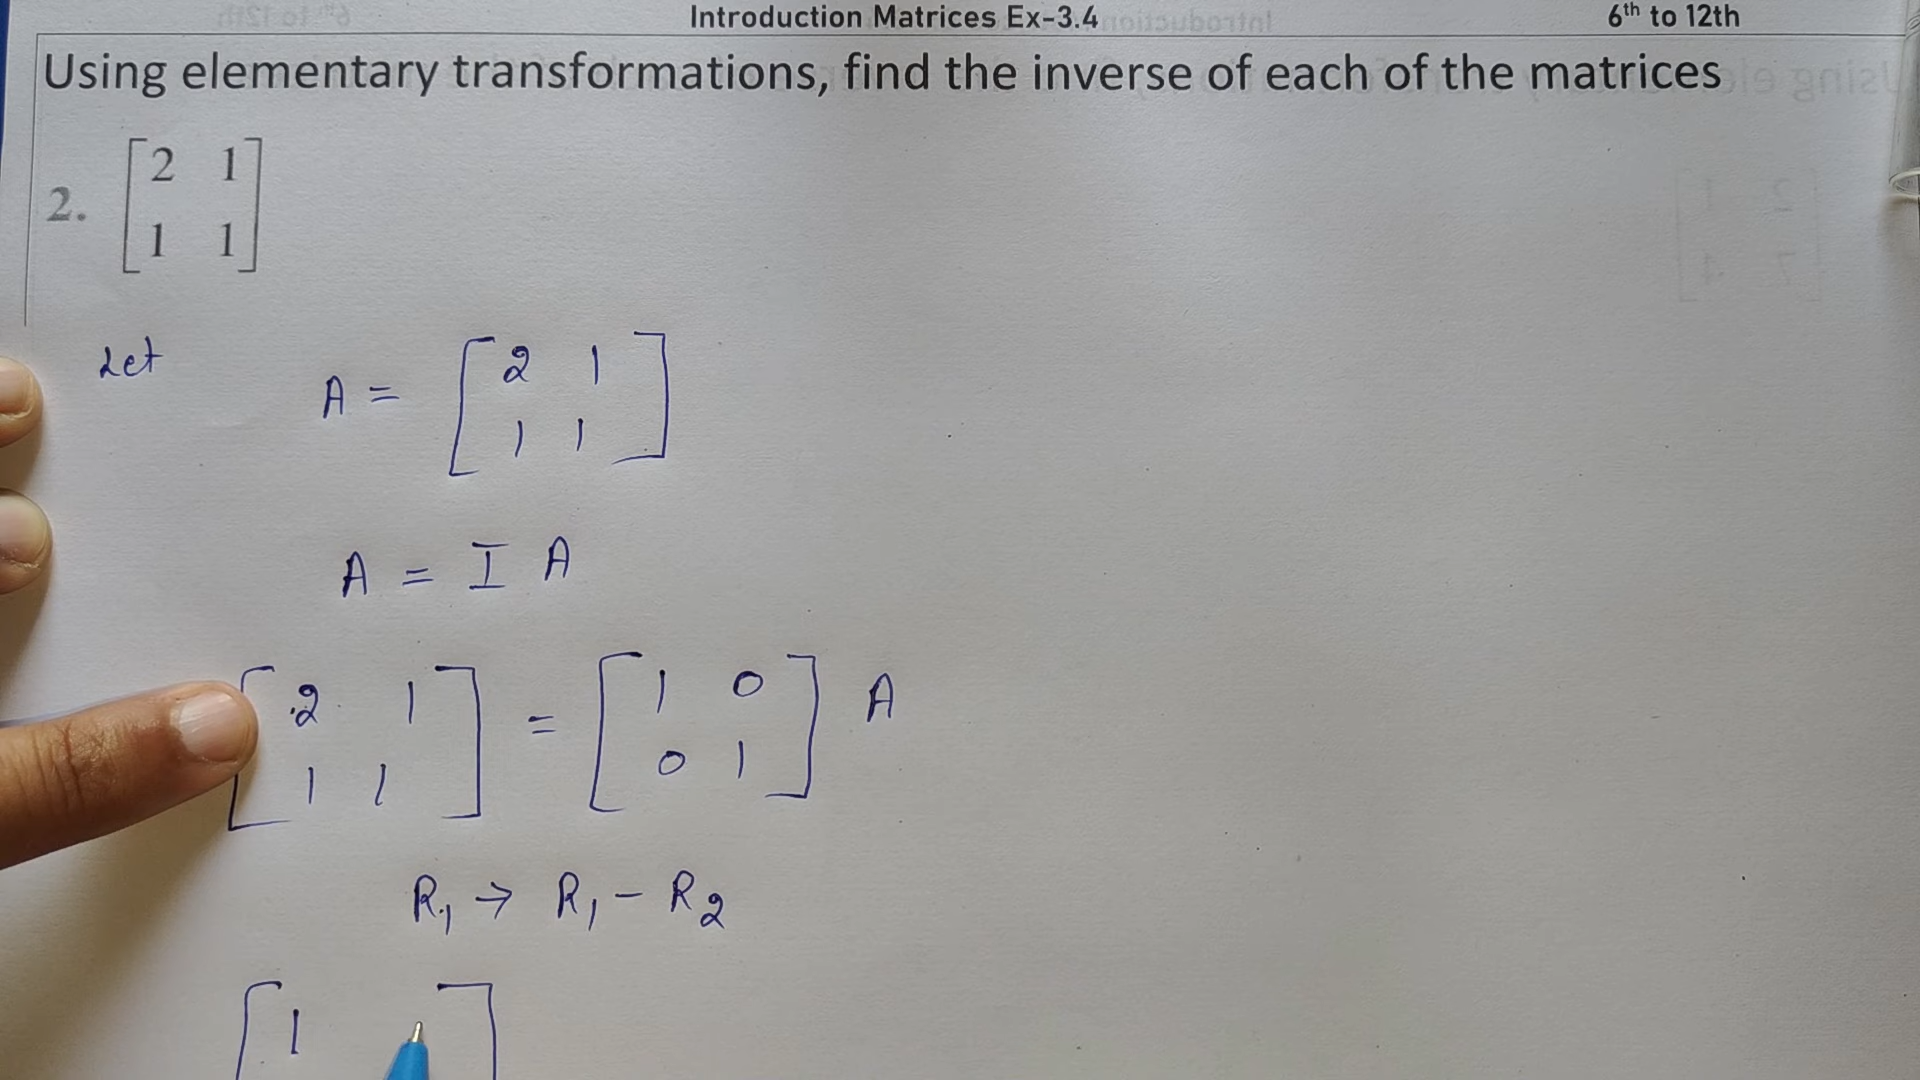 Introduction Matrices Ex-3.4 6th to 12th
Using elementary transformations, find the inverse of each of the matrices
2. [2 1
1 1]
Let A = [2 1
1 1]
A = I A
[2 1
1 1] = [1 0
0 1] A
R₁ → R₁ - R₂
[1 ]